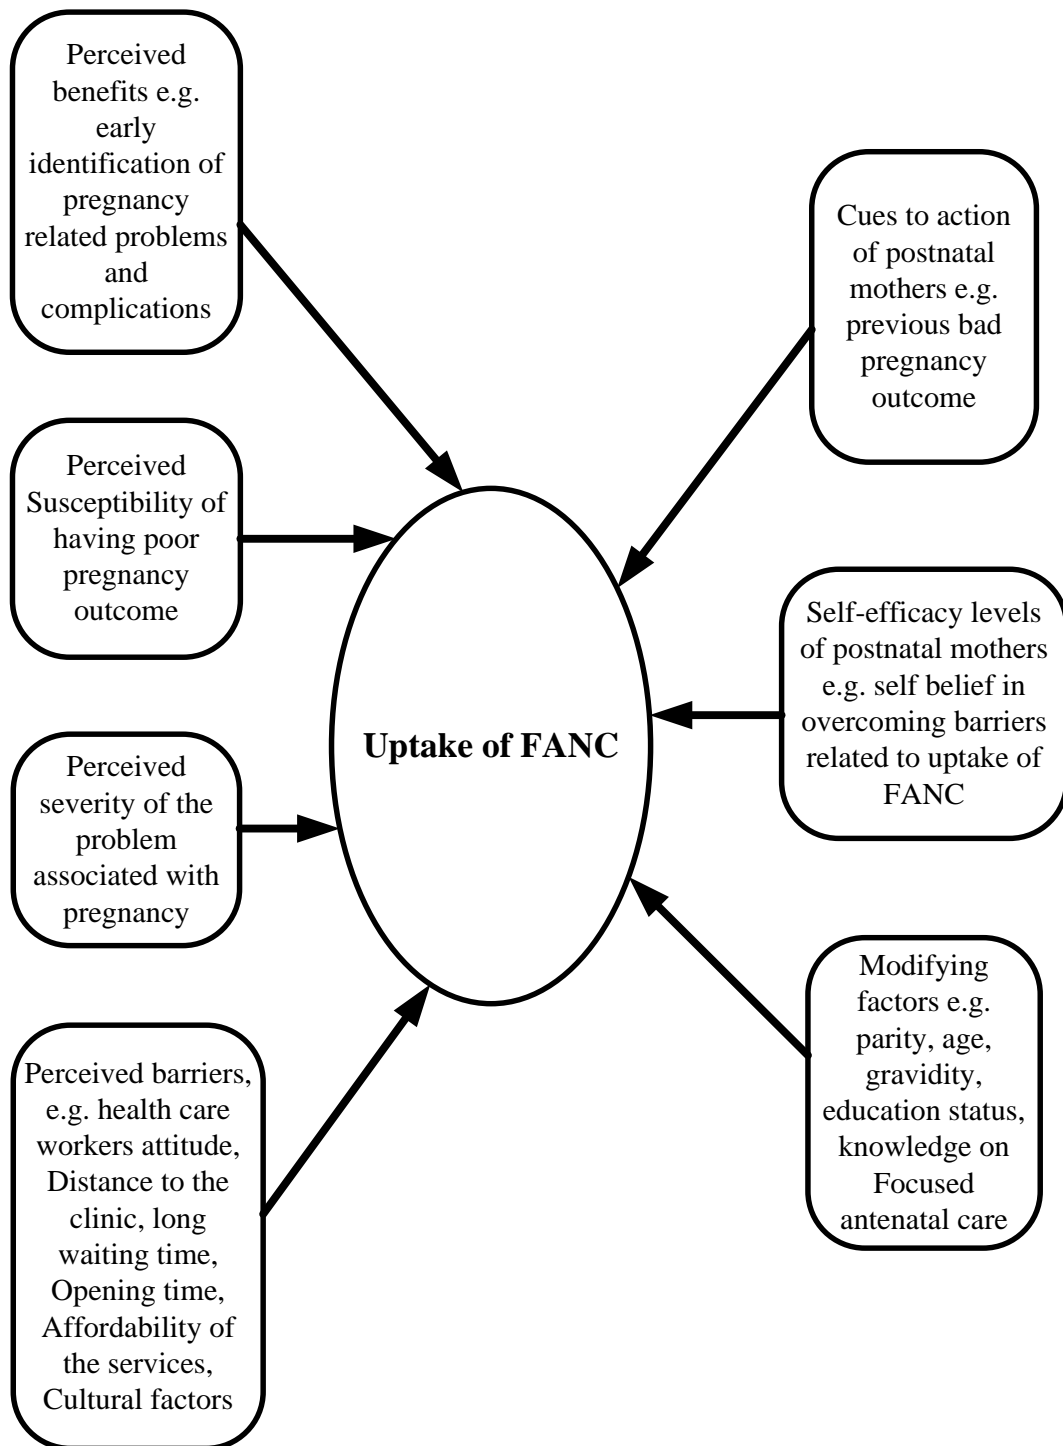 Perceived
benefits e.g.
early
identification of
pregnancy
related problems
and
complications
Perceived
Susceptibility of
having poor
pregnancy
outcome
Perceived
severity of the
problem
associated with
pregnancy
Perceived barriers,
e.g. health care
workers attitude,
Distance to the
clinic, long
waiting time,
Opening time,
Affordability of
the services,
Cultural factors
Uptake of FANC
Cues to action
of postnatal
mothers e.g.
previous bad
pregnancy
outcome
Self-efficacy levels
of postnatal mothers
e.g. self belief in
overcoming barriers
related to uptake of
FANC
Modifying
factors e.g.
parity, age,
gravidity,
education status,
knowledge on
Focused
antenatal care